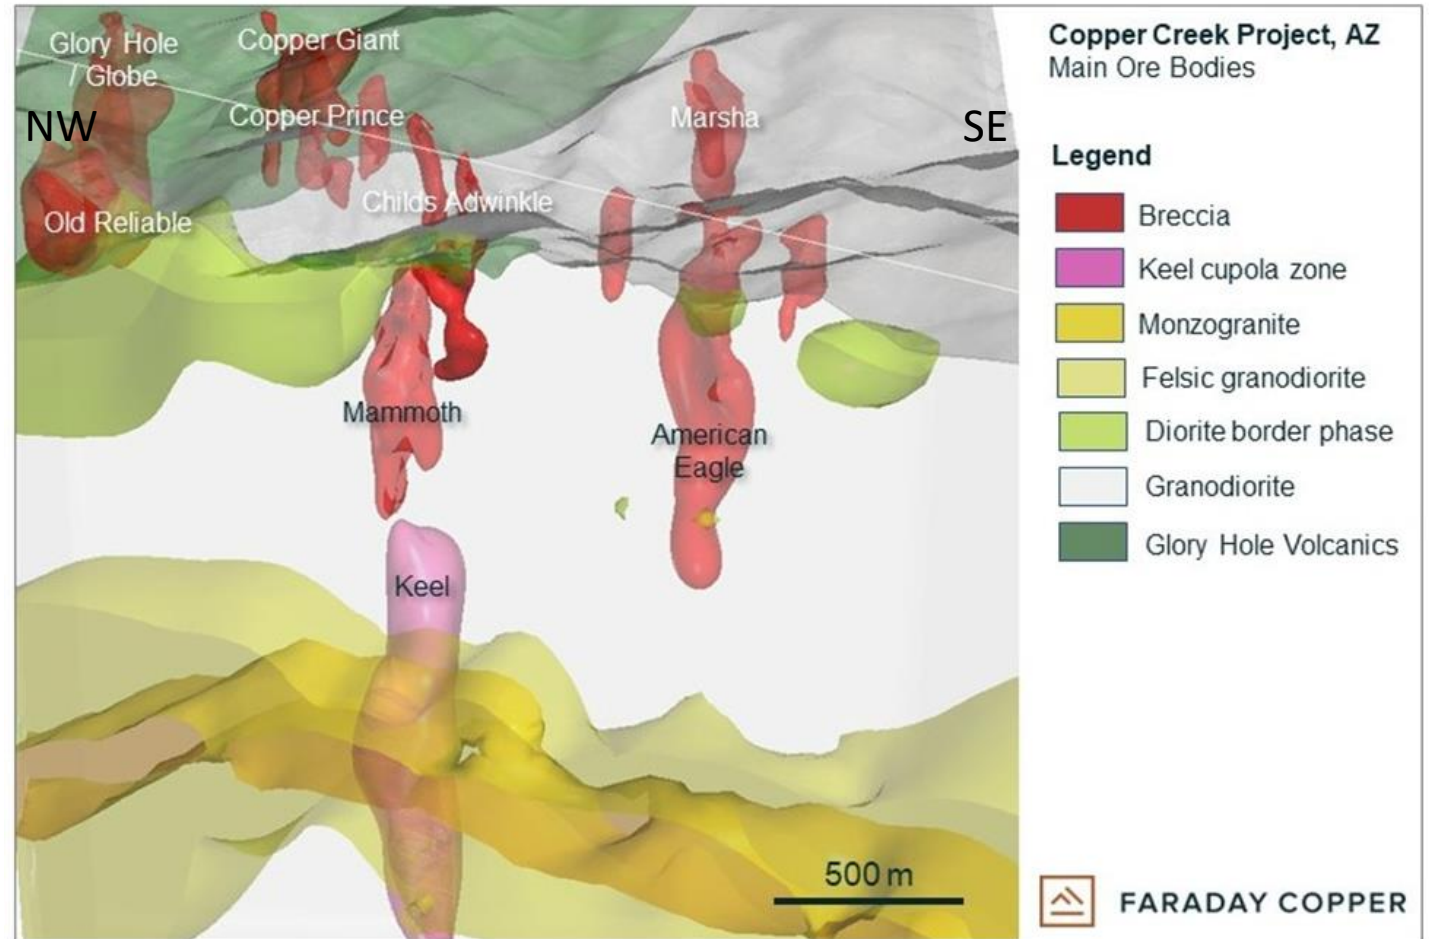 Glory Hole
/ Globe
Copper Giant
NW
Copper Prince
Marsha
SE
Old Reliable
Childs Adwinkle
Mammoth
American
Eagle
Keel
500 m
Copper Creek Project, AZ
Main Ore Bodies
Legend
Breccia
Keel cupola zone
Monzogranite
Felsic granodiorite
Diorite border phase
Granodiorite
Glory Hole Volcanics
FARADAY COPPER